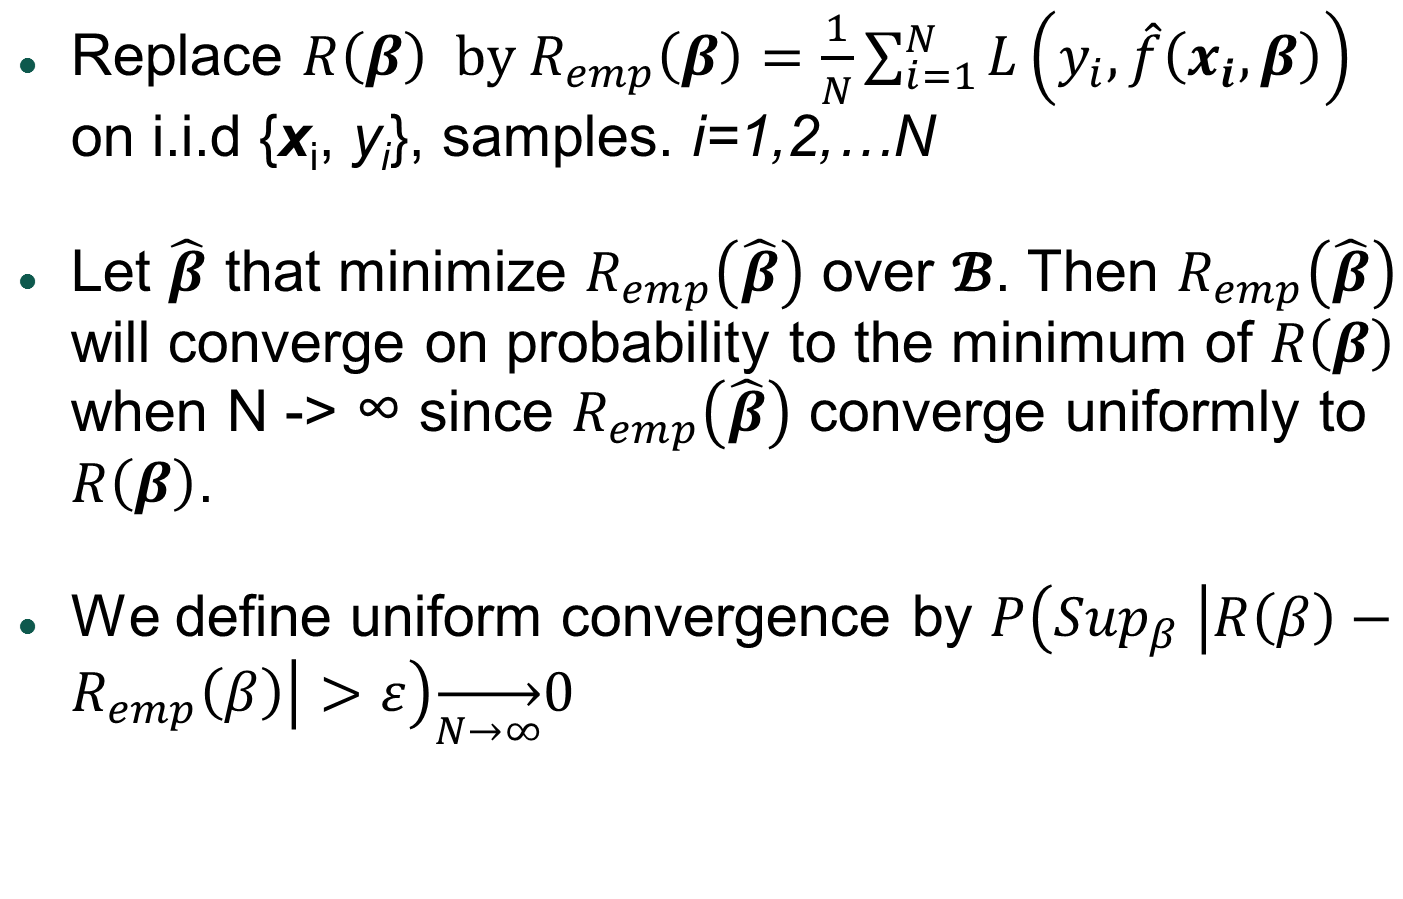 • Replace R(β) by R_emp(β) = 1/N ∑_{i=1}^{N} L(y_i, f̂(x_i, β))
on i.i.d {x_i, y_i}, samples. i=1,2,…N
• Let β̂ that minimize R_emp(β̂) over ℬ. Then R_emp(β̂)
will converge on probability to the minimum of R(β)
when N -> ∞ since R_emp(β̂) converge uniformly to
R(β).
• We define uniform convergence by P(Sup_β |R(β) −
R_emp(β)| > ε) ⟶_{N→∞} 0